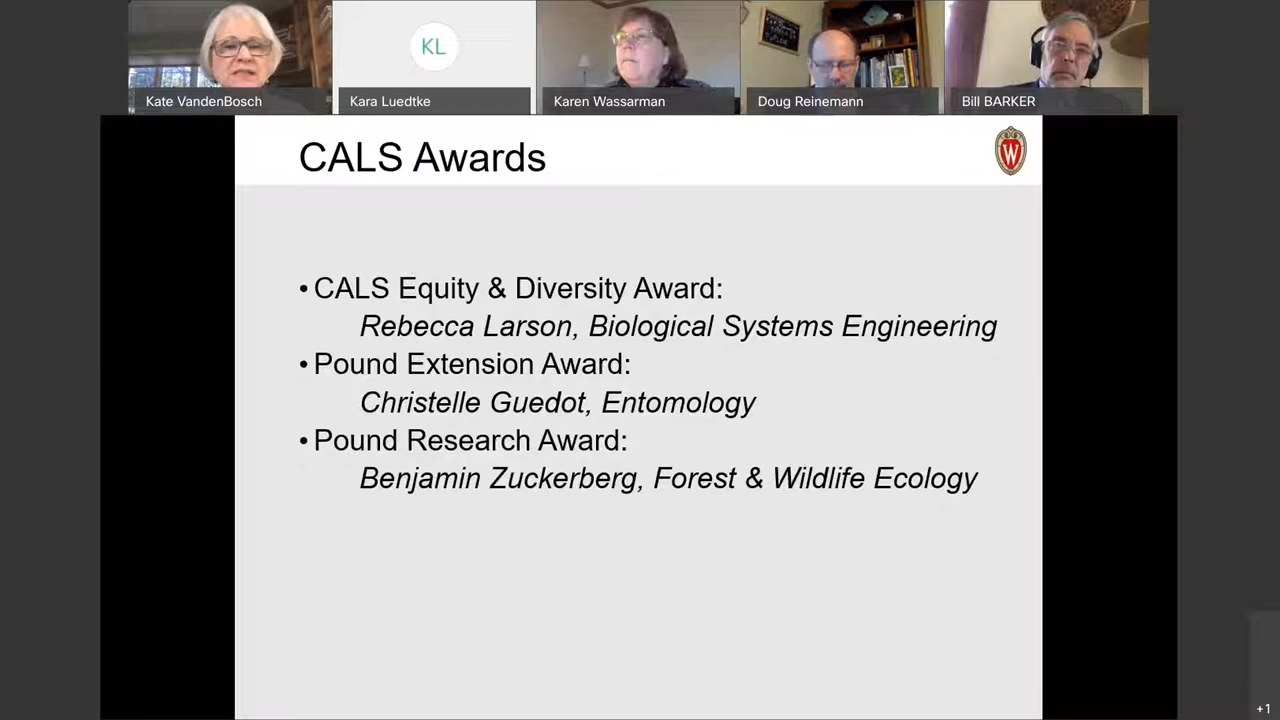 KL
Kate VandenBosch
Kara Luedtke
Karen Wassarman
Doug Reinemann
Bill BARKER
CALS Awards
W
• CALS Equity & Diversity Award:
Rebecca Larson, Biological Systems Engineering
• Pound Extension Award:
Christelle Guedot, Entomology
• Pound Research Award:
Benjamin Zuckerberg, Forest & Wildlife Ecology
+1